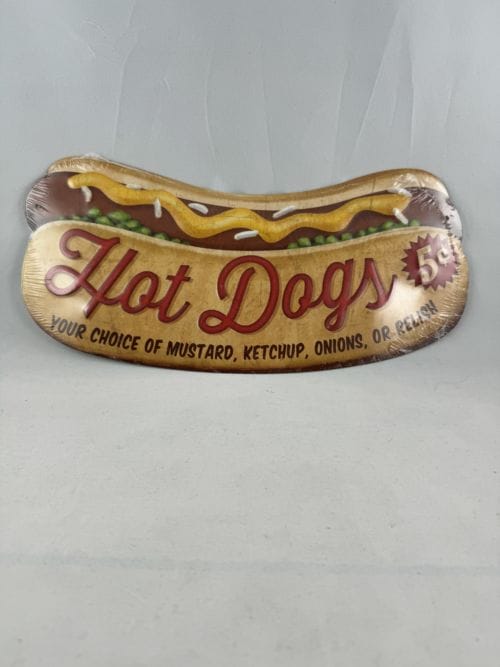 Hot Dogs 5¢
YOUR CHOICE OF MUSTARD, KETCHUP, ONIONS, OR RELISH